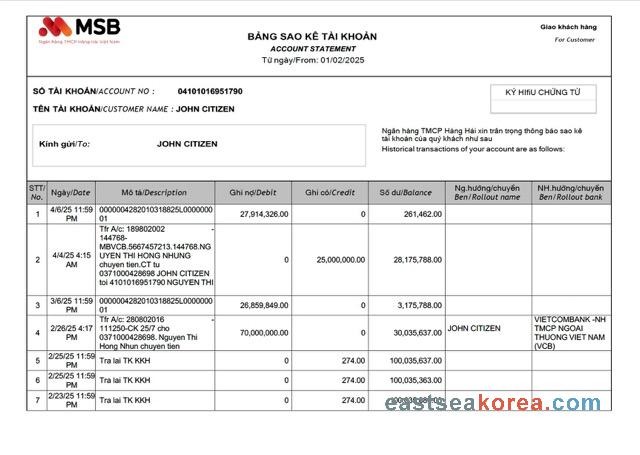 MSB
Ngân hàng TMCP Hàng Hải Việt Nam
BẢNG SAO KÊ TÀI KHOẢN
ACCOUNT STATEMENT
Từ ngày/From: 01/02/2025
Giao khách hàng
For Customer
SỐ TÀI KHOẢN/ACCOUNT NO : 04101016951790
TÊN TÀI KHOẢN/CUSTOMER NAME : JOHN CITIZEN
KÝ HIfiU CHỨNG TỪ
Kính gửi/To: JOHN CITIZEN
Ngân hàng TMCP Hàng Hải xin trân trọng thông báo sao kê
tài khoản của quý khách như sau
Historical transactions of your account are as follows:
STT/ No. Ngày/Date Mô tả/Description Ghi nợ/Debit Ghi có/Credit Số dư/Balance Ng.hưởng/chuyển Ben/Rollout name NH.hưởng/chuyển Ben/Rollout bank
1 4/6/25 11:59 PM 0000004282010318825L0000000 01 27,914,326.00 0 261,462.00
2 4/4/25 4:15 AM
Tfr A/c: 189802002 -
144768-
MBVCB.5667457213.144768.NG
UYEN THI HONG NHUNG
chuyen tien.CT tu
0371000428698 JOHN CITIZEN
toi 4101016951790 NGUYEN THI
0 25,000,000.00 28,175,788.00
3 3/6/25 11:59 PM 0000004282010318825L0000000 01 26,859,849.00 0 3,175,788.00
4 2/26/25 4:17 PM
Tfr A/c: 280802016 -
111250-CK 25/7 cho
0371000428698. Nguyen Thi
Hong Nhun chuyen tien
70,000,000.00 0 30,035,637.00 JOHN CITIZEN
VIETCOMBANK -NH
TMCP NGOAI
THUONG VIET NAM
(VCB)
5 2/25/25 11:59 PM Tra lai TK KKH 0 274.00 100,035,637.00
6 2/25/25 11:59 PM Tra lai TK KKH 0 274.00 100,035,363.00
7 2/23/25 11:59 PM Tra lai TK KKH 0 274.00
eastseakorea.com